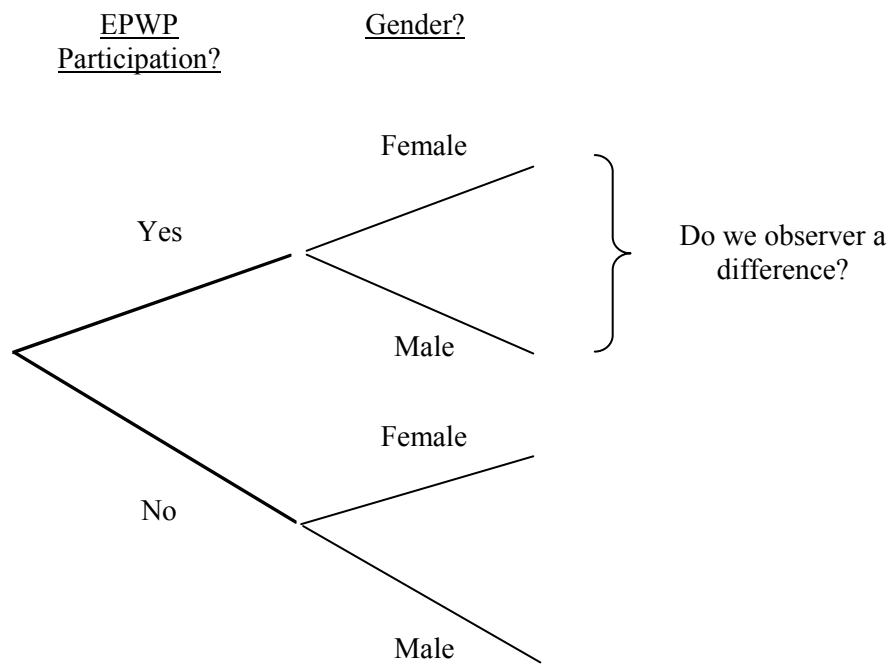 EPWP
Participation?
Gender?
Female
Yes
Do we observer a
difference?
Male
Female
No
Male